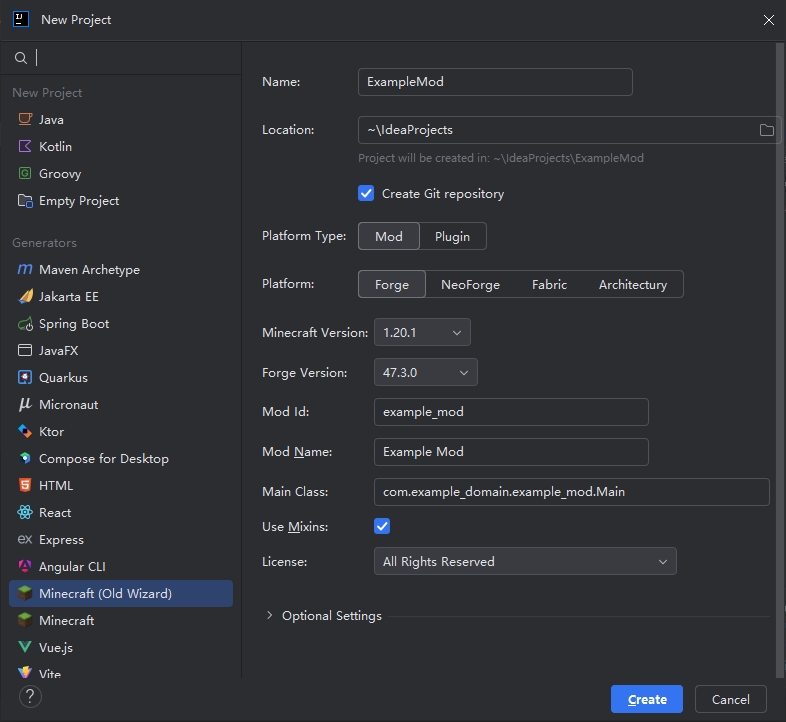 New Project
New Project
Java
Kotlin
Groovy
Empty Project
Generators
Maven Archetype
Jakarta EE
Spring Boot
JavaFX
Quarkus
Micronaut
Ktor
Compose for Desktop
HTML
React
Express
Angular CLI
Minecraft (Old Wizard)
Minecraft
Vue.js
Vite
Name: ExampleMod
Location: ~\IdeaProjects
Project will be created in: ~\IdeaProjects\ExampleMod
Create Git repository
Platform Type: Mod Plugin
Platform: Forge NeoForge Fabric Architectury
Minecraft Version: 1.20.1
Forge Version: 47.3.0
Mod Id: example_mod
Mod Name: Example Mod
Main Class: com.example_domain.example_mod.Main
Use Mixins:
License: All Rights Reserved
Optional Settings
? Create Cancel